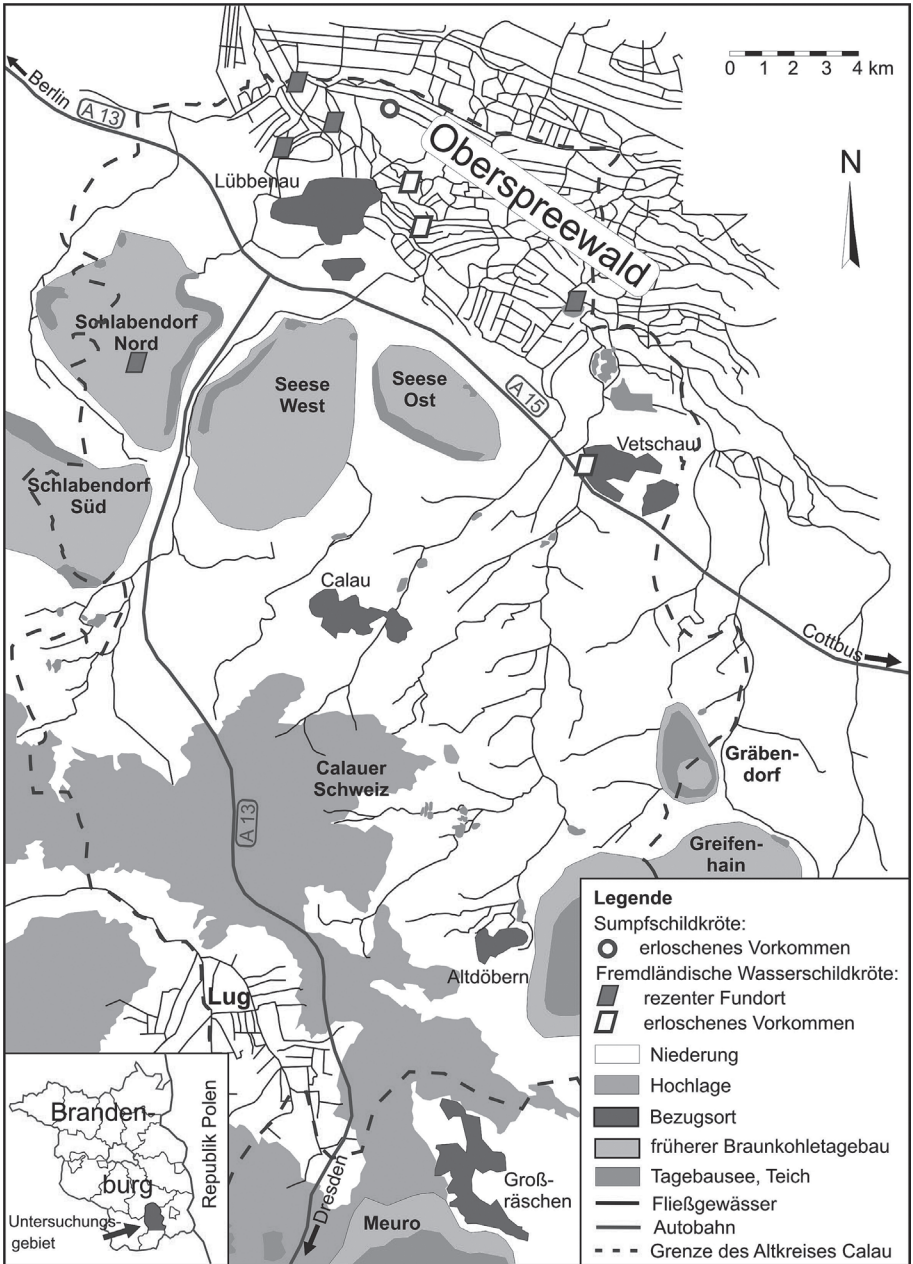 0 1 2 3 4 km
Berlin
A 13
N
Oberspreewald
Lübbenau
Schlabendorf
Nord
Seese
West
Seese
Ost
A 15
Vetschau
Schlabendorf
Süd
Calau
Cottbus
Calauer
Schweiz
Gräben-
dorf
A 13
Greifen-
hain
Altdöbern
Lug
Dresden
Meuro
Groß-
räschen
Branden-
burg
Republik Polen
Untersuchungs-
gebiet
Legende
Sumpfschildkröte:
erloschenes Vorkommen
Fremdländische Wasserschildkröte:
rezenter Fundort
erloschenes Vorkommen
Niederung
Hochlage
Bezugsort
früherer Braunkohletagebau
Tagebausee, Teich
Fließgewässer
Autobahn
Grenze des Altkreises Calau